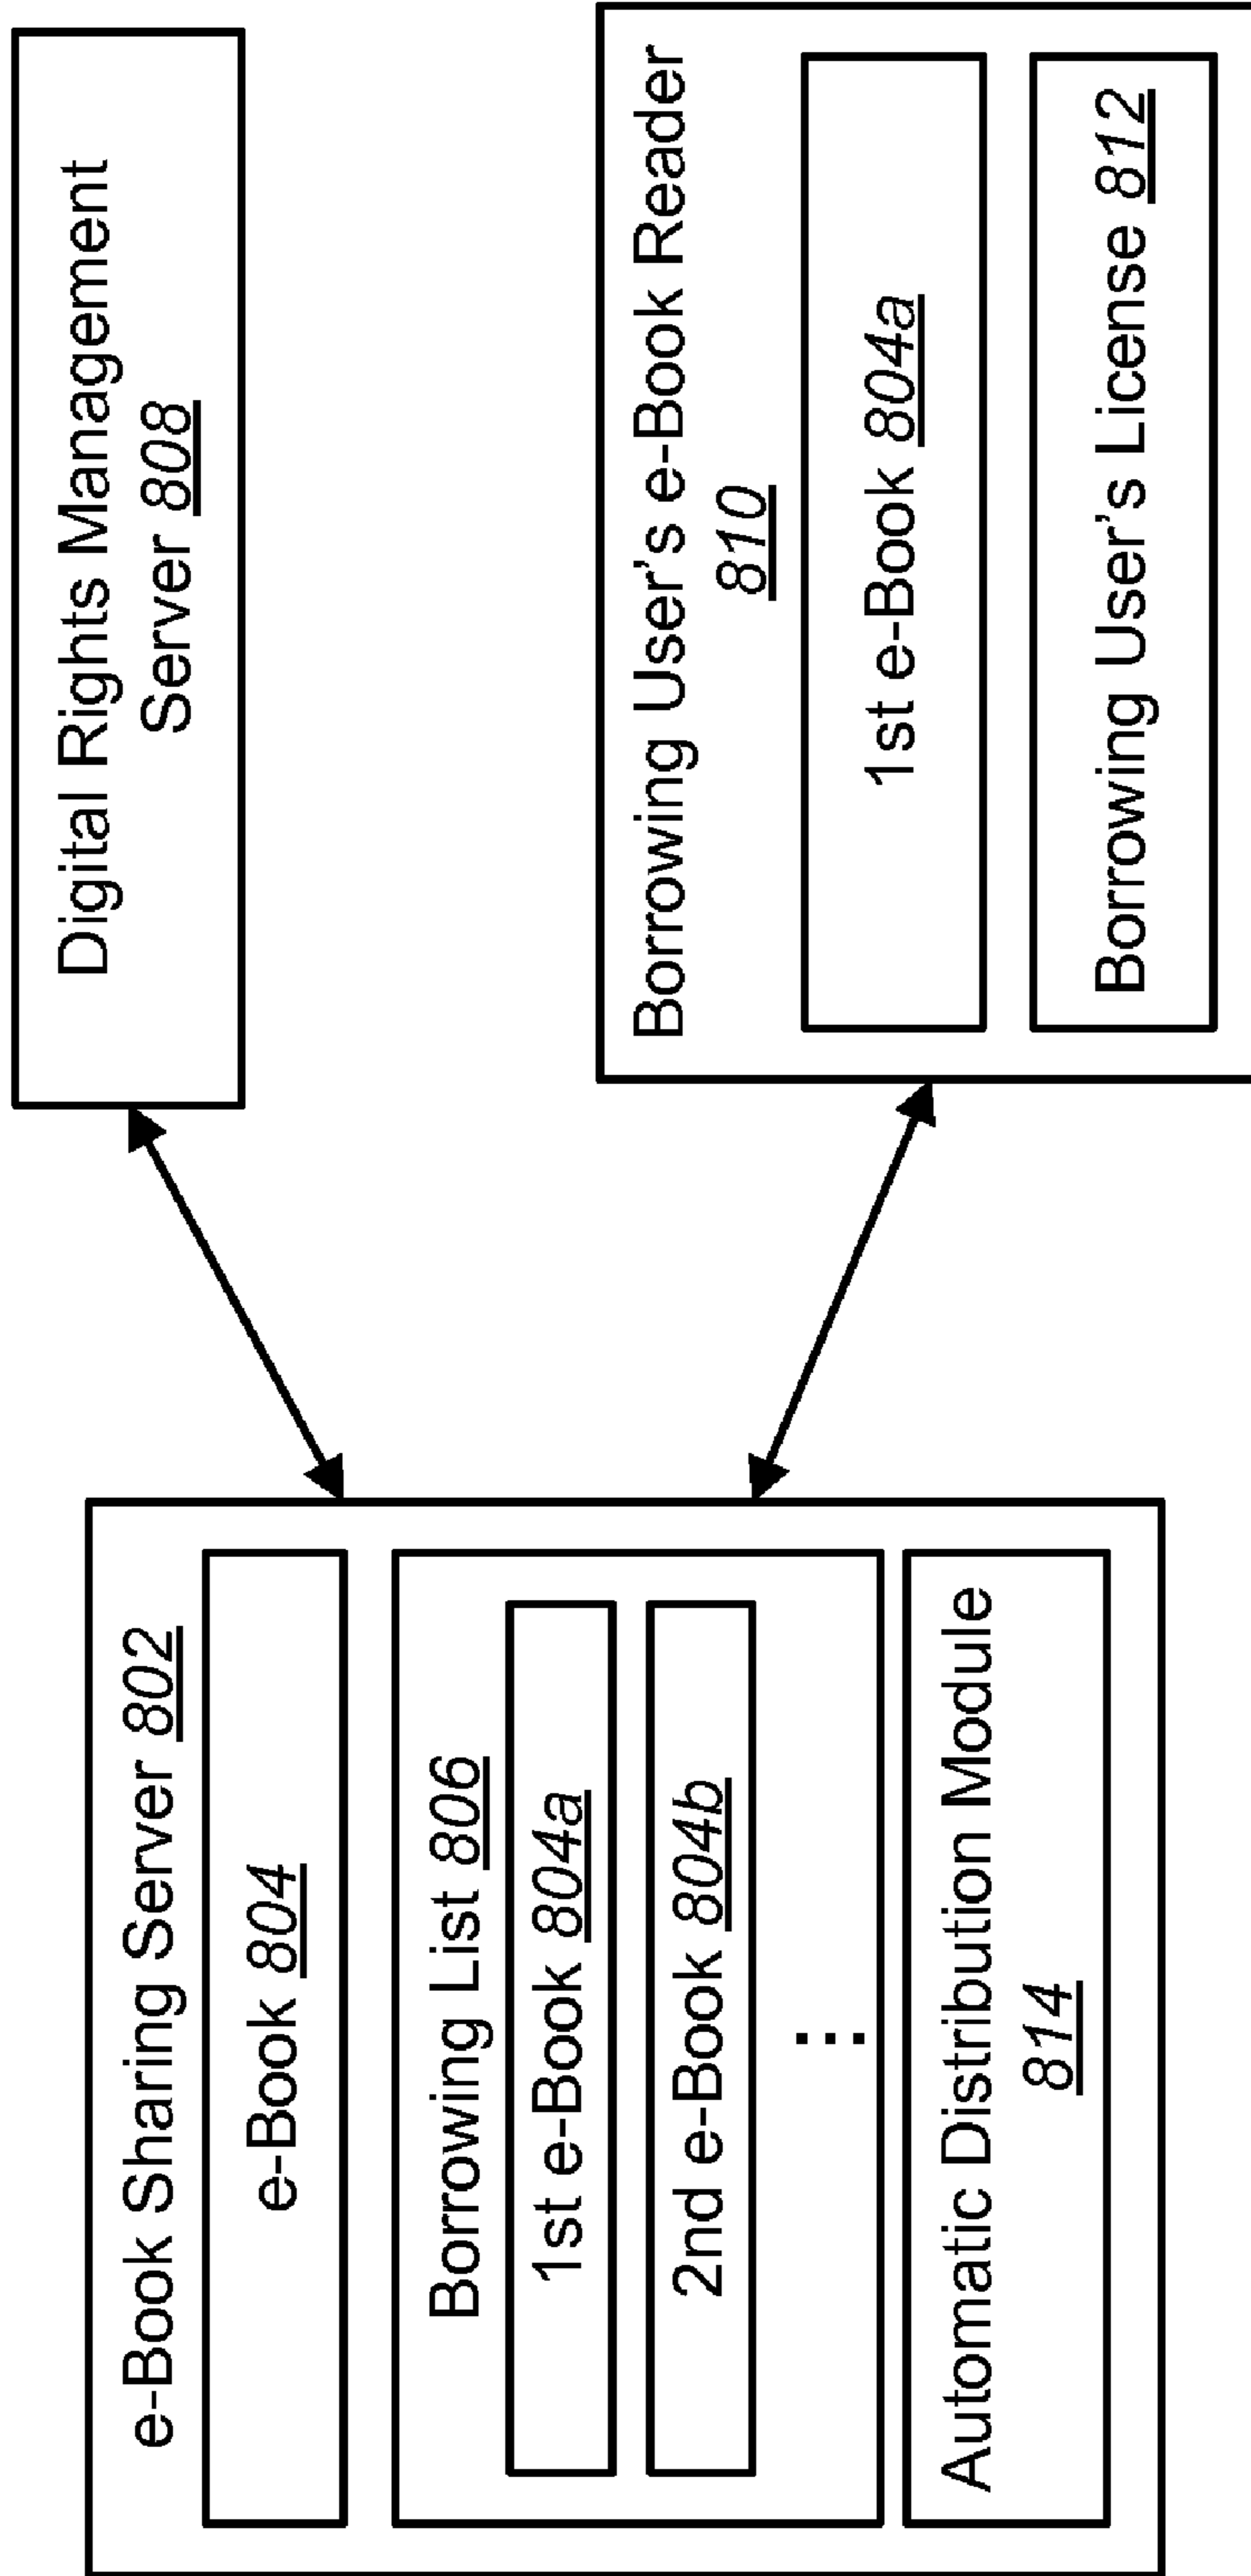 e-Book Sharing Server 802
e-Book 804
Borrowing List 806
1st e-Book 804a
2nd e-Book 804b
⋮
Automatic Distribution Module
814
Digital Rights Management
Server 808
Borrowing User's e-Book Reader
810
1st e-Book 804a
Borrowing User's License 812